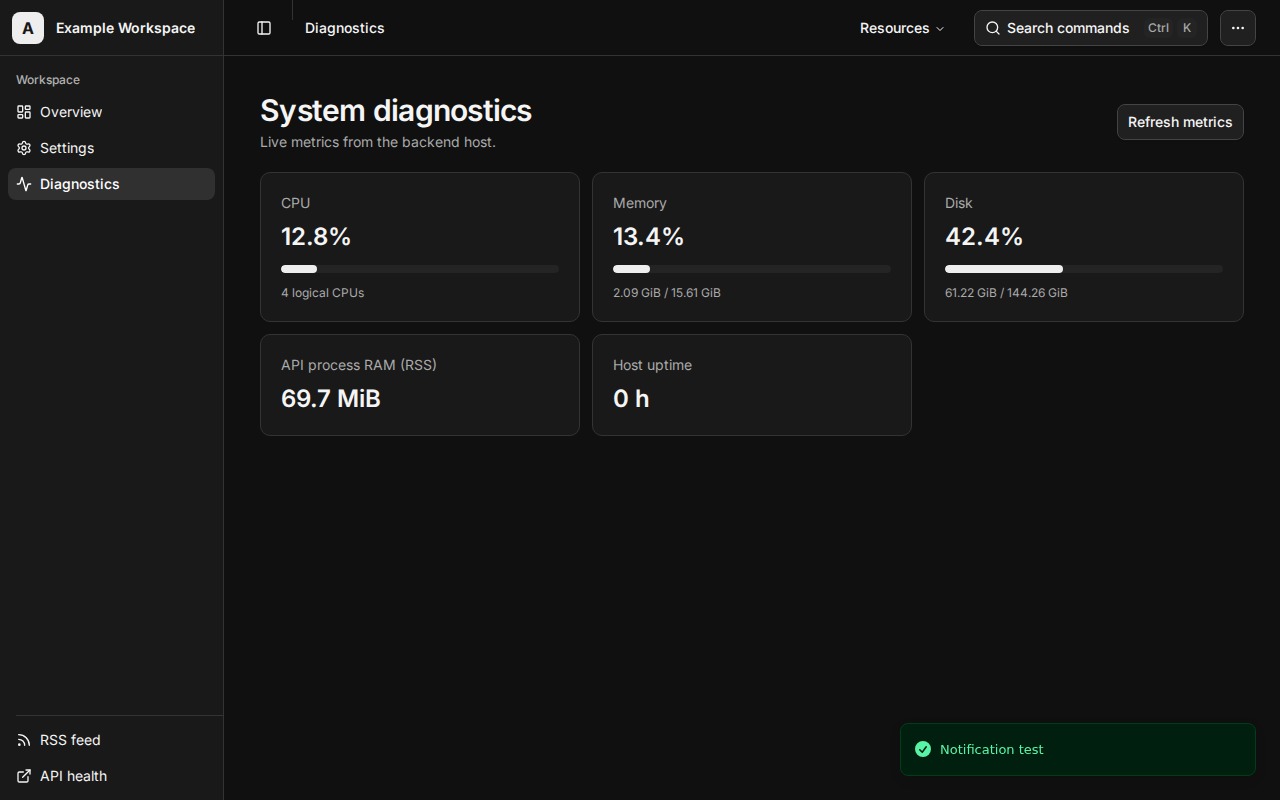 A
Example Workspace
Diagnostics
Resources
Search commands
Ctrl K
Workspace
Overview
Settings
Diagnostics
System diagnostics
Live metrics from the backend host.
Refresh metrics
CPU
12.8%
4 logical CPUs
Memory
13.4%
2.09 GiB / 15.61 GiB
Disk
42.4%
61.22 GiB / 144.26 GiB
API process RAM (RSS)
69.7 MiB
Host uptime
0 h
RSS feed
API health
Notification test